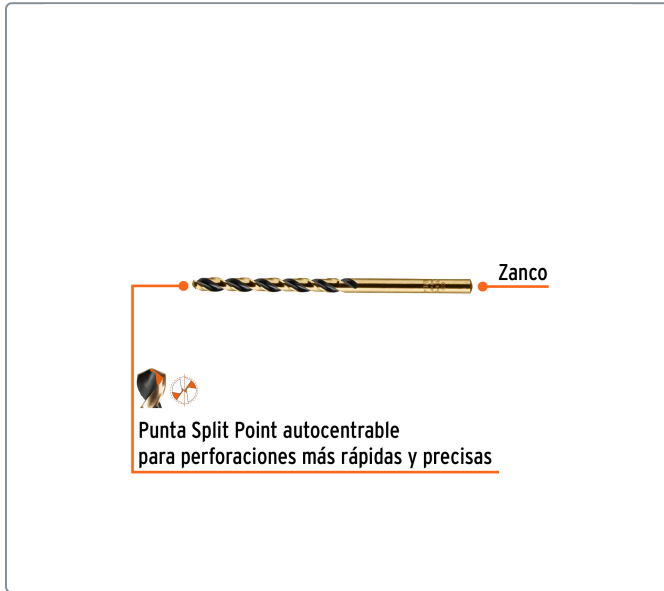 Zanco
Punta Split Point autocentrable
para perforaciones más rápidas y precisas